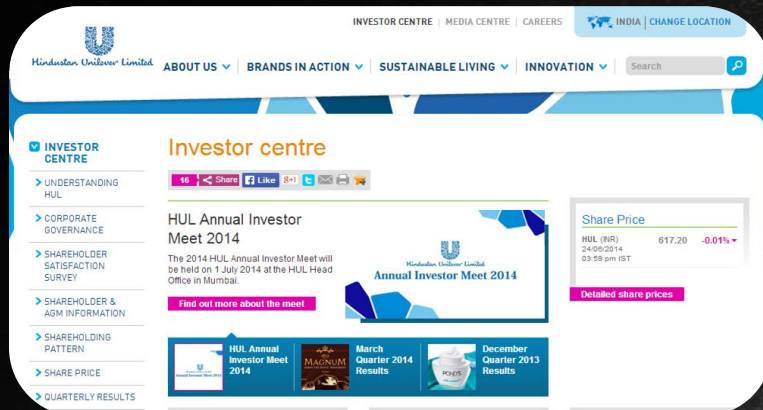 INVESTOR CENTRE | MEDIA CENTRE | CAREERS
INDIA | CHANGE LOCATION
Hindustan Unilever Limited
ABOUT US
BRANDS IN ACTION
SUSTAINABLE LIVING
INNOVATION
Search
INVESTOR
CENTRE
UNDERSTANDING
HUL
CORPORATE
GOVERNANCE
SHAREHOLDER
SATISFACTION
SURVEY
SHAREHOLDER &
AGM INFORMATION
SHAREHOLDING
PATTERN
SHARE PRICE
QUARTERLY RESULTS
Investor centre
16 Share Like 8+1
HUL Annual Investor
Meet 2014
The 2014 HUL Annual Investor Meet will
be held on 1 July 2014 at the HUL Head
Office in Mumbai.
Find out more about the meet
Hindustan Unilever Limited
Annual Investor Meet 2014
Share Price
HUL (INR) 617.20 -0.01%
24/06/2014
03:59 pm IST
Detailed share prices
Annual Investor Meet 2014
HUL Annual
Investor Meet
2014
MAGNUM
March
Quarter 2014
Results
POND'S
December
Quarter 2013
Results